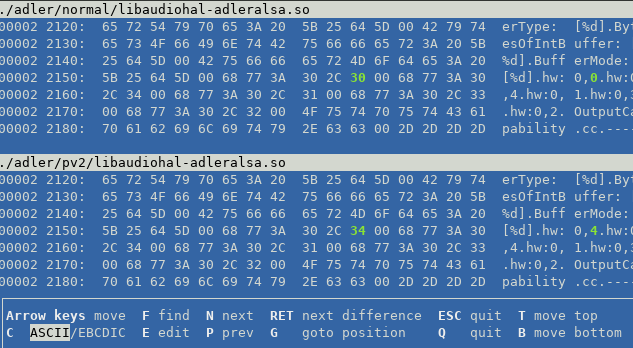 ./adler/normal/libaudiohal-adleralsa.so
00002 2120: 65 72 54 79 70 65 3A 20 5B 25 64 5D 00 42 79 74 erType: [%d].Byt
00002 2130: 65 73 4F 66 49 6E 74 42 75 66 66 65 72 3A 20 5B esOfIntB uffer: [
00002 2140: 25 64 5D 00 42 75 66 66 65 72 4D 6F 64 65 3A 20 %d].Buff erMode:
00002 2150: 5B 25 64 5D 00 68 77 3A 30 2C 30 00 68 77 3A 30 [%d].hw: 0,0.hw:0
00002 2160: 2C 34 00 68 77 3A 30 2C 31 00 68 77 3A 30 2C 33 ,4.hw:0, 1.hw:0,3
00002 2170: 00 68 77 3A 30 2C 32 00 4F 75 74 70 75 74 43 61 .hw:0,2. OutputCa
00002 2180: 70 61 62 69 6C 69 74 79 2E 63 63 00 2D 2D 2D 2D pability .cc.----
./adler/pv2/libaudiohal-adleralsa.so
00002 2120: 65 72 54 79 70 65 3A 20 5B 25 64 5D 00 42 79 74 erType: [%d].Byt
00002 2130: 65 73 4F 66 49 6E 74 42 75 66 66 65 72 3A 20 5B esOfIntB uffer: [
00002 2140: 25 64 5D 00 42 75 66 66 65 72 4D 6F 64 65 3A 20 %d].Buff erMode:
00002 2150: 5B 25 64 5D 00 68 77 3A 30 2C 34 00 68 77 3A 30 [%d].hw: 0,4.hw:0
00002 2160: 2C 34 00 68 77 3A 30 2C 31 00 68 77 3A 30 2C 33 ,4.hw:0, 1.hw:0,3
00002 2170: 00 68 77 3A 30 2C 32 00 4F 75 74 70 75 74 43 61 .hw:0,2. OutputCa
00002 2180: 70 61 62 69 6C 69 74 79 2E 63 63 00 2D 2D 2D 2D pability .cc.----
Arrow keys move F find N next RET next difference ESC quit T move top
C ASCII/EBCDIC E edit P prev G goto position Q quit B move bottom